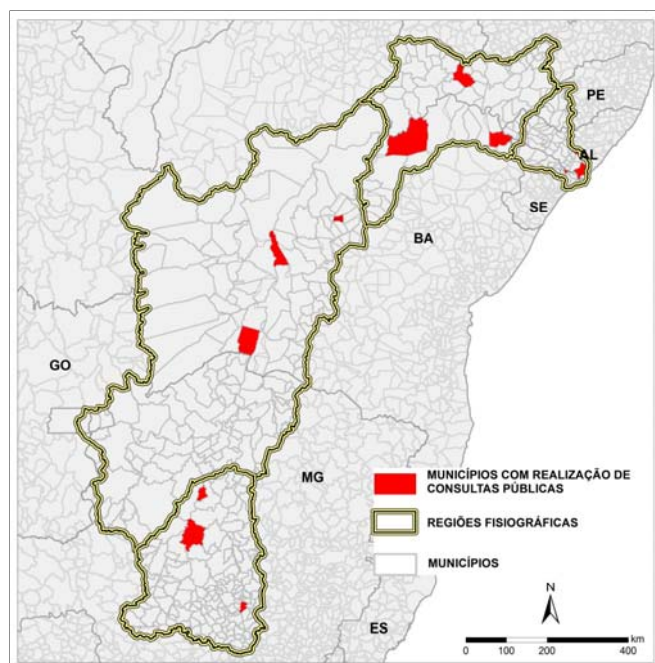 PE
AL
SE
BA
GO
MG
MUNICÍPIOS COM REALIZAÇÃO DE
CONSULTAS PÚBLICAS
REGIÕES FISIOGRÁFICAS
MUNICÍPIOS
N
ES
km
0 100 200 400